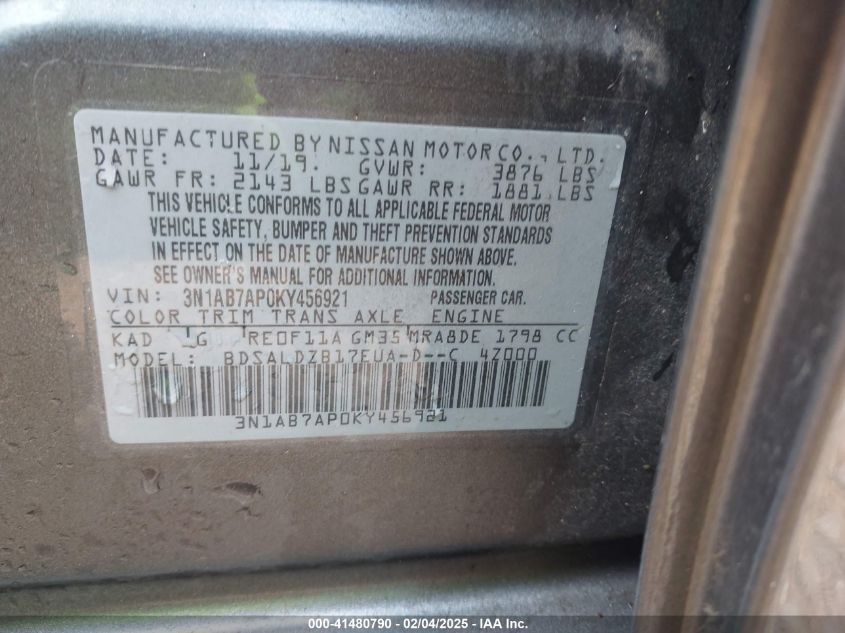 MANUFACTURED BY NISSAN MOTOR CO., LTD.
DATE: 11/19. GVWR: 3876 LBS
GAWR FR: 2143 LBS GAWR RR: 1881 LBS
THIS VEHICLE CONFORMS TO ALL APPLICABLE FEDERAL MOTOR
VEHICLE SAFETY, BUMPER AND THEFT PREVENTION STANDARDS
IN EFFECT ON THE DATE OF MANUFACTURE SHOWN ABOVE.
SEE OWNER'S MANUAL FOR ADDITIONAL INFORMATION.
VIN: 3N1AB7AP0KY456921 PASSENGER CAR.
COLOR TRIM TRANS AXLE ENGINE
KAD G RE0F11A GM35 MRA8DE 1798 CC
MODEL: BDSALDZB17EUA-D--C 4Z000
3N1AB7AP0KY456921
000-41480790 - 02/04/2025 - IAA Inc.